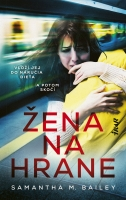 VLOŽÍ JEJ
DO NÁRUČIA
DIEŤA
A POTOM
SKOČÍ
ŽENA
NA
HRANE
SAMANTHA M. BAILEY